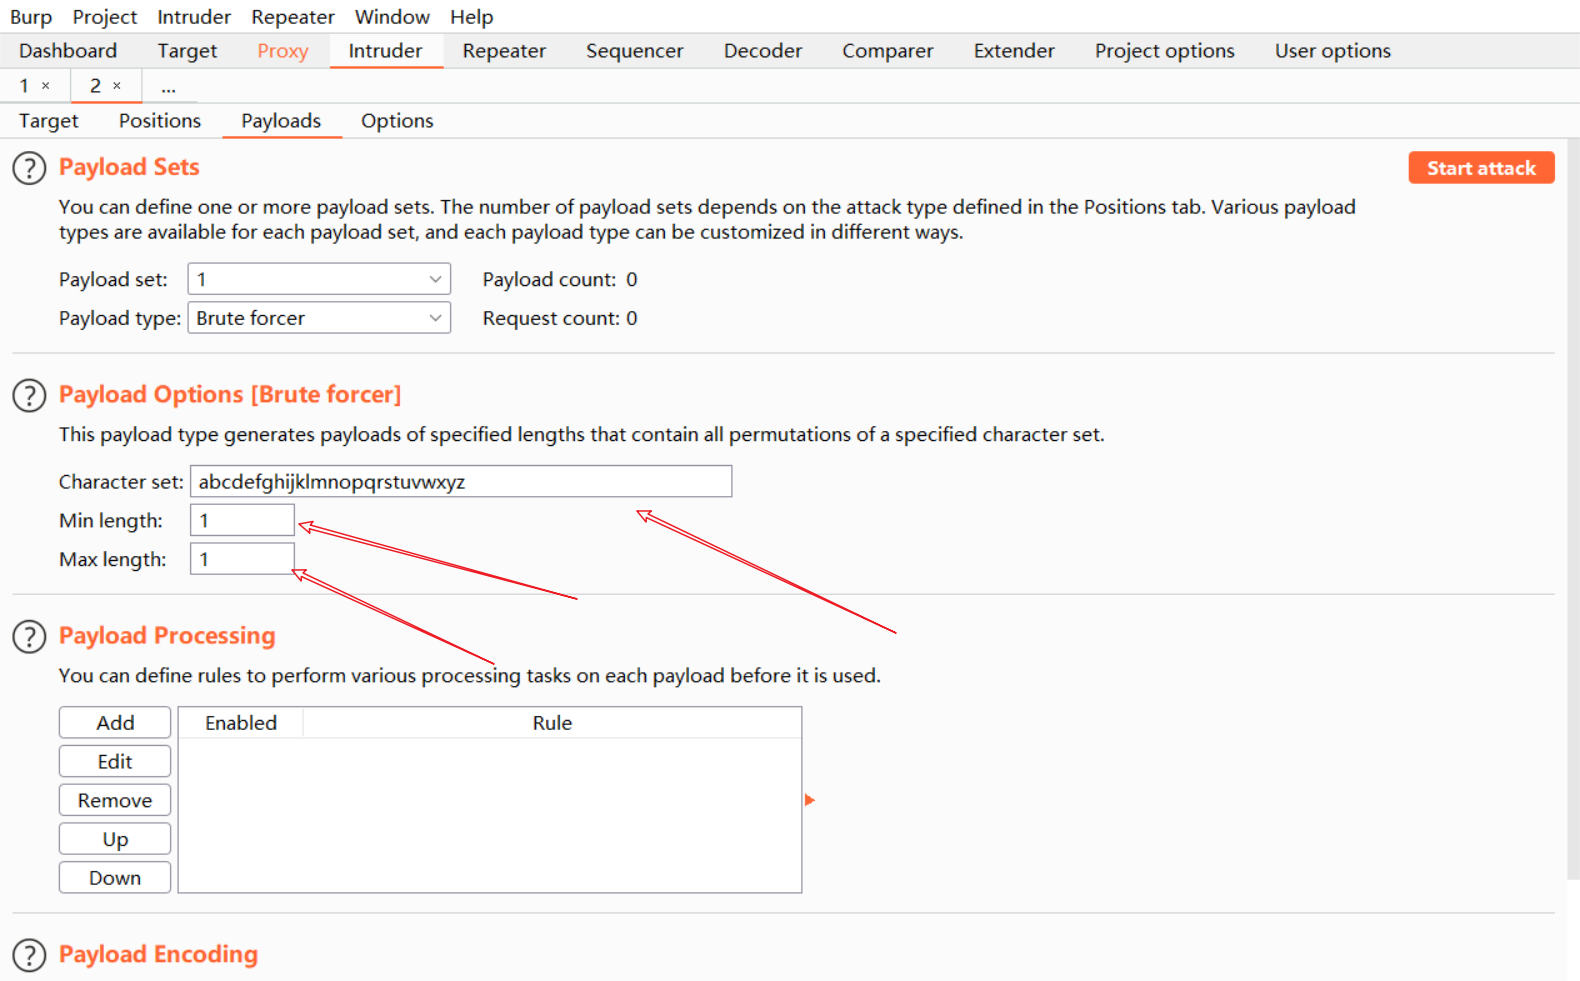 Burp Project Intruder Repeater Window Help
Dashboard Target Proxy Intruder Repeater Sequencer Decoder Comparer Extender Project options User options
1 × 2 × ...
Target Positions Payloads Options
? Payload Sets Start attack
You can define one or more payload sets. The number of payload sets depends on the attack type defined in the Positions tab. Various payload
types are available for each payload set, and each payload type can be customized in different ways.
Payload set: 1 Payload count: 0
Payload type: Brute forcer Request count: 0
? Payload Options [Brute forcer]
This payload type generates payloads of specified lengths that contain all permutations of a specified character set.
Character set: abcdefghijklmnopqrstuvwxyz
Min length: 1
Max length: 1
? Payload Processing
You can define rules to perform various processing tasks on each payload before it is used.
Add Enabled Rule
Edit
Remove
Up
Down
? Payload Encoding